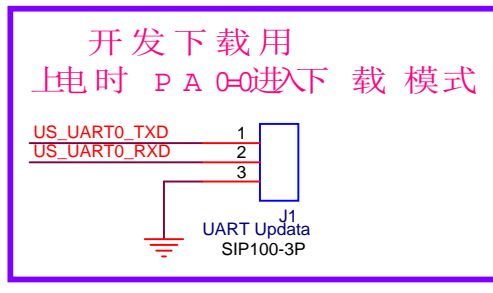 开发下载用
上电时 PA0=0进入下载模式
US_UART0_TXD 1
US_UART0_RXD 2
3
J1
UART Updata
SIP100-3P